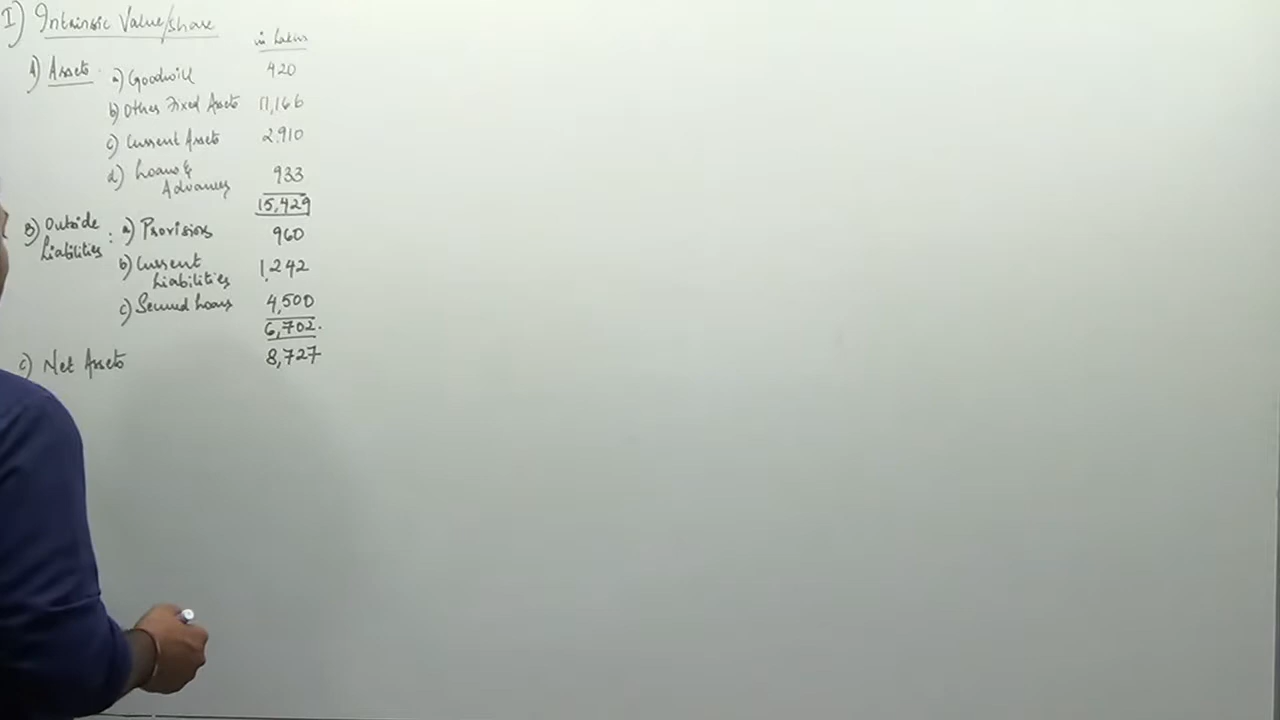 I) Intrinsic Value/share
in Lakhs
A) Assets. a) Goodwill 420
b) Other Fixed Assets 11,166
c) Current Assets 2,910
d) Loans & 933
Advances
15,429
B) Outside : a) Provisions 960
Liabilities
b) Current 1,242
Liabilities
c) Secured Loans 4,500
6,702.
c) Net Assets 8,727